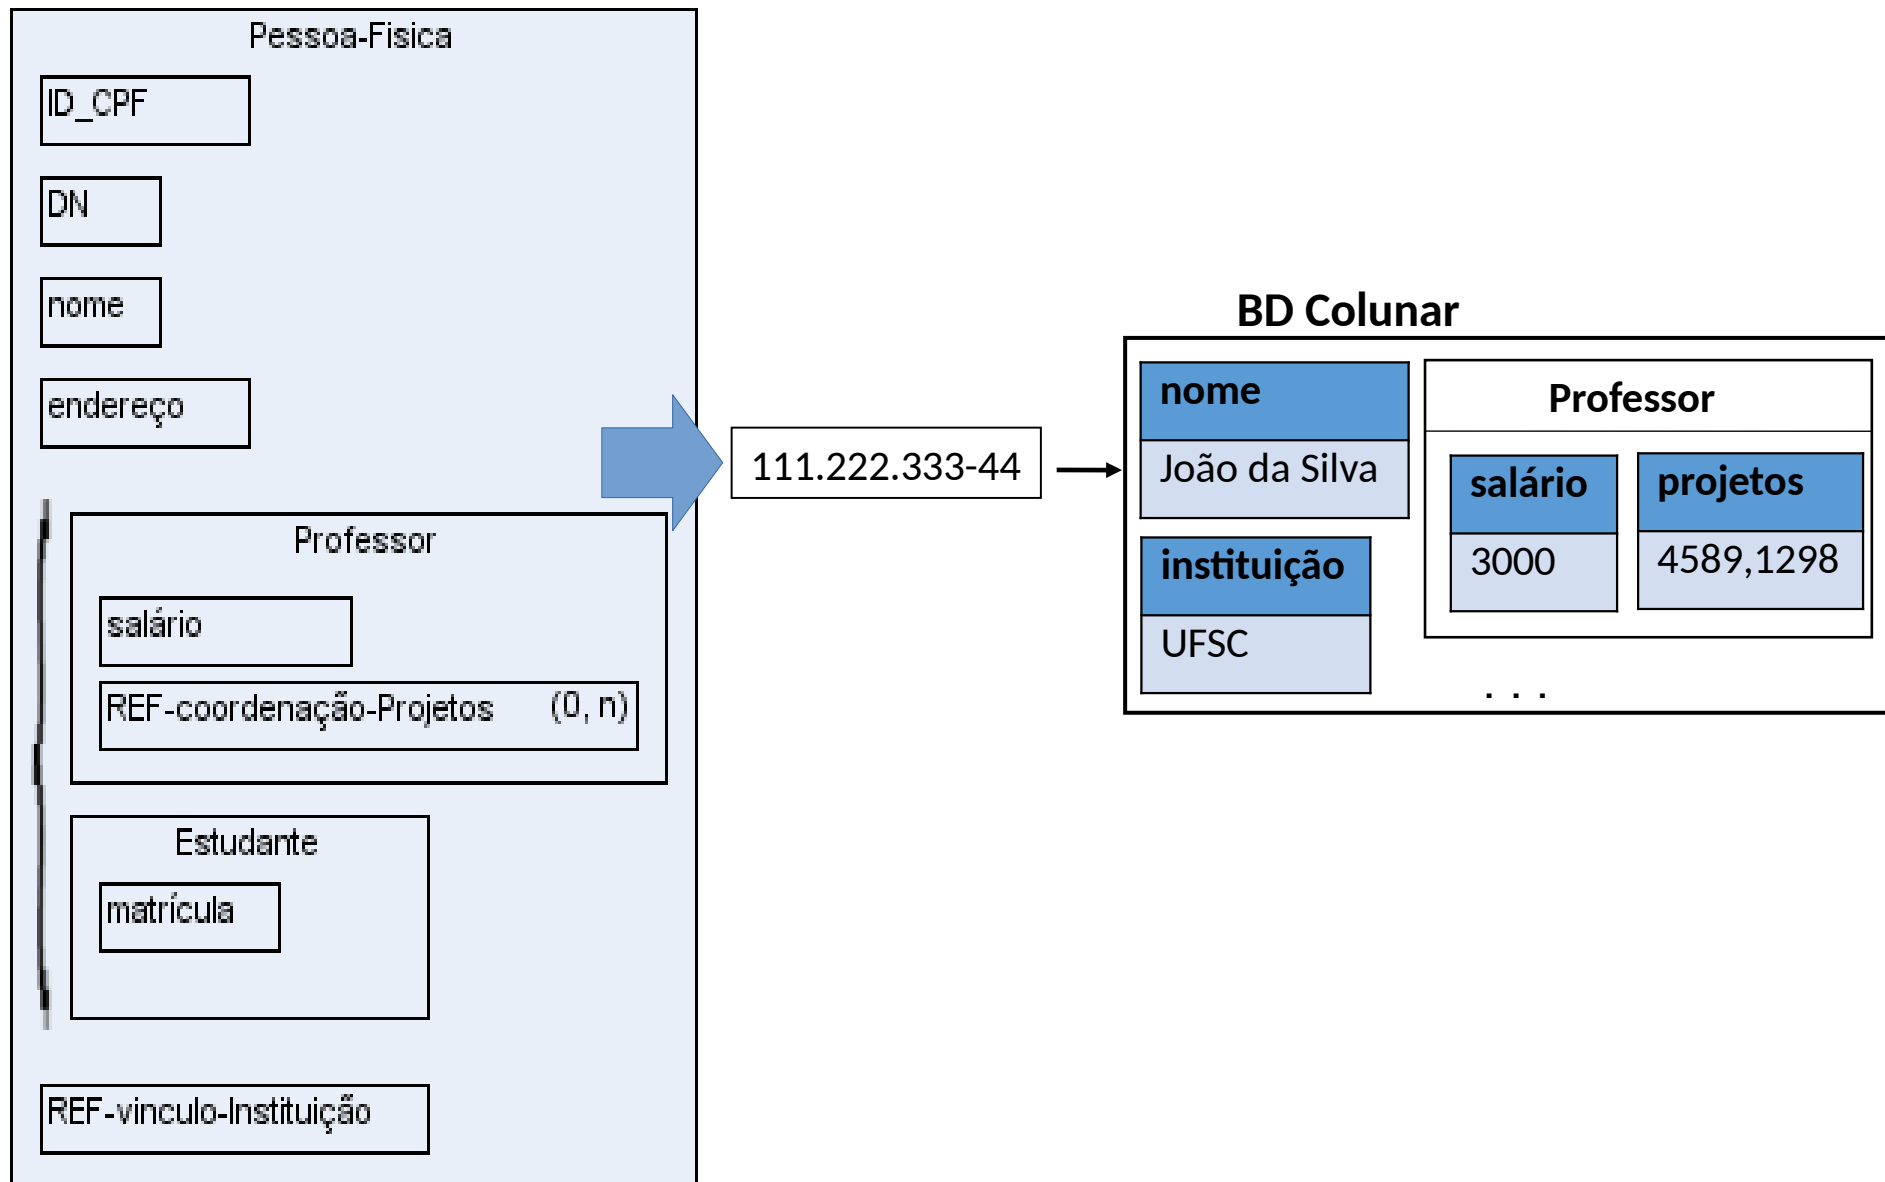 Pessoa-Fisica
ID_CPF
DN
nome
endereço
Professor
salário
REF-coordenação-Projetos (0, n)
Estudante
matrícula
REF-vinculo-Instituição
111.222.333-44
BD Colunar
nome
João da Silva
instituição
UFSC
Professor
salário
3000
projetos
4589,1298
. . .